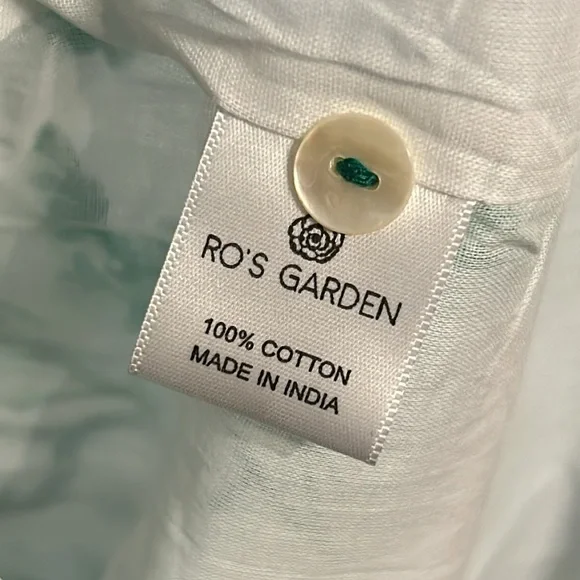 RO'S GARDEN
100% COTTON
MADE IN INDIA